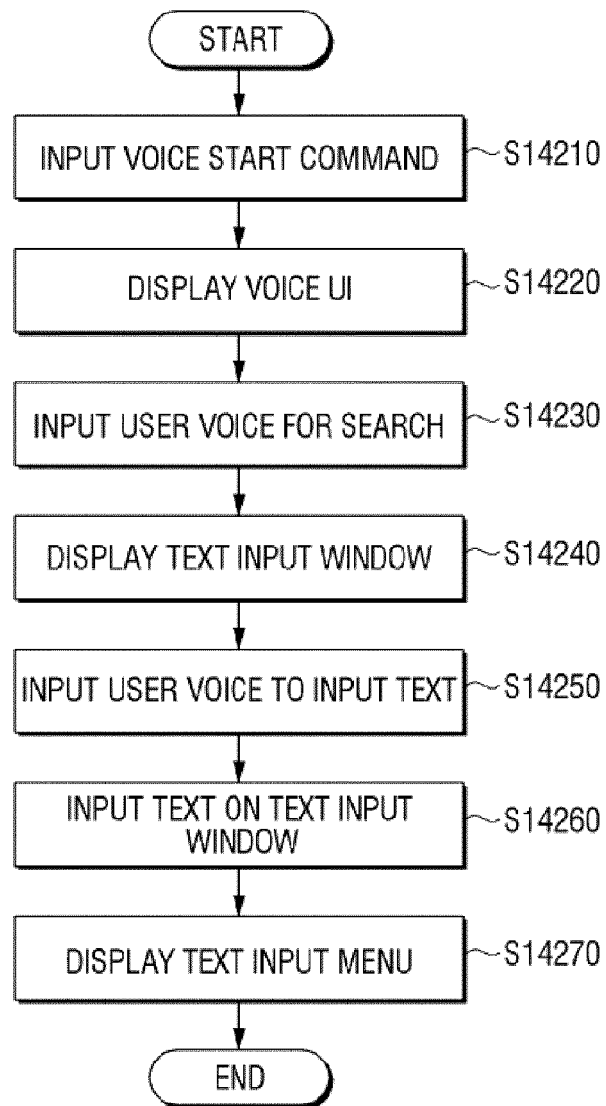 START
INPUT VOICE START COMMAND
S14210
DISPLAY VOICE UI
S14220
INPUT USER VOICE FOR SEARCH
S14230
DISPLAY TEXT INPUT WINDOW
S14240
INPUT USER VOICE TO INPUT TEXT
S14250
INPUT TEXT ON TEXT INPUT
WINDOW
S14260
DISPLAY TEXT INPUT MENU
S14270
END